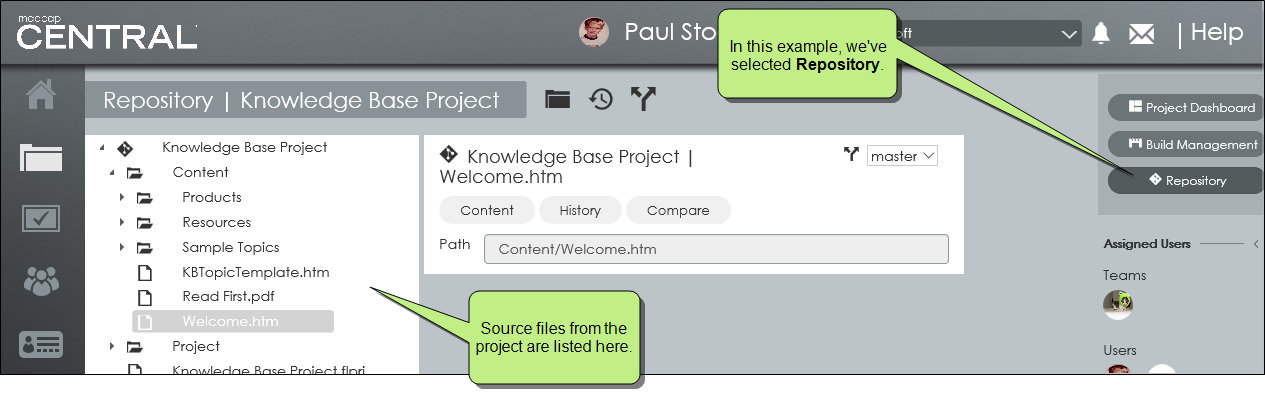 madcap
CENTRAL
Paul Sto
oft
| Help
In this example, we've
selected Repository.
Repository | Knowledge Base Project
Project Dashboard
Build Management
Repository
Knowledge Base Project
Content
Products
Resources
Sample Topics
KBTopicTemplate.htm
Read First.pdf
Welcome.htm
Project
Knowledge Base Project.flprj
Knowledge Base Project |
Welcome.htm
master
Content
History
Compare
Path
Content/Welcome.htm
Source files from the
project are listed here.
Assigned Users
Teams
Users